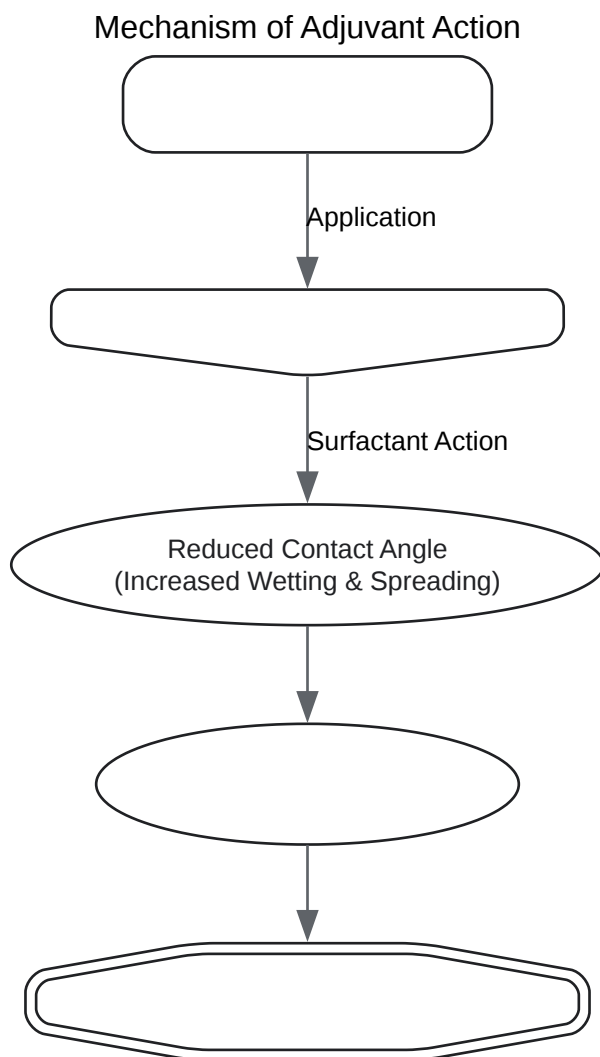 Mechanism of Adjuvant Action
Application
Surfactant Action
Reduced Contact Angle
(Increased Wetting & Spreading)